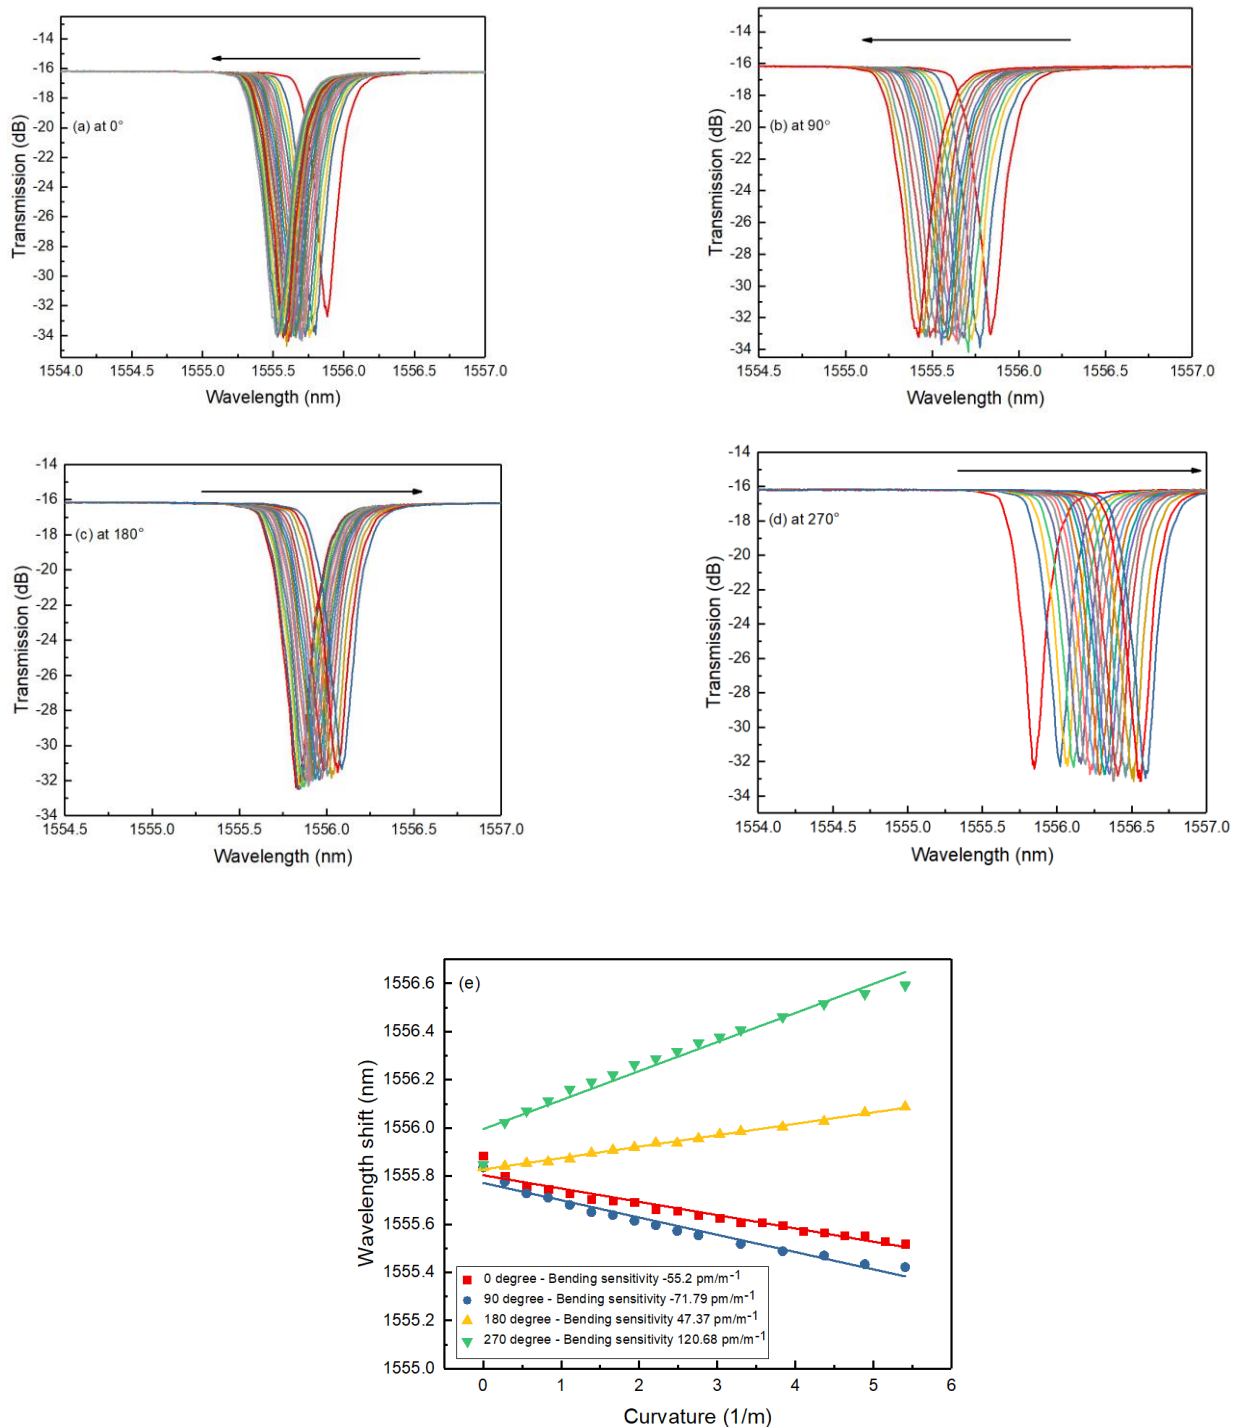 -14
-16
-18
-20
-22
-24
-26
-28
-30
-32
-34
(a) at 0°
Transmission (dB)
1554.0 1554.5 1555.0 1555.5 1556.0 1556.5 1557.0
Wavelength (nm)
-14
-16
-18
-20
-22
-24
-26
-28
-30
-32
-34
(b) at 90°
Transmission (dB)
1554.5 1555.0 1555.5 1556.0 1556.5 1557.0
Wavelength (nm)
-14
-16
-18
-20
-22
-24
-26
-28
-30
-32
-34
(c) at 180°
Transmission (dB)
1554.5 1555.0 1555.5 1556.0 1556.5 1557.0
Wavelength (nm)
-14
-16
-18
-20
-22
-24
-26
-28
-30
-32
-34
(d) at 270°
Transmission (dB)
1554.0 1554.5 1555.0 1555.5 1556.0 1556.5 1557.0
Wavelength (nm)
(e)
1556.6
1556.4
1556.2
1556.0
1555.8
1555.6
1555.4
1555.2
1555.0
Wavelength shift (nm)
0 degree - Bending sensitivity -55.2 pm/m⁻¹
90 degree - Bending sensitivity -71.79 pm/m⁻¹
180 degree - Bending sensitivity 47.37 pm/m⁻¹
270 degree - Bending sensitivity 120.68 pm/m⁻¹
0 1 2 3 4 5 6
Curvature (1/m)